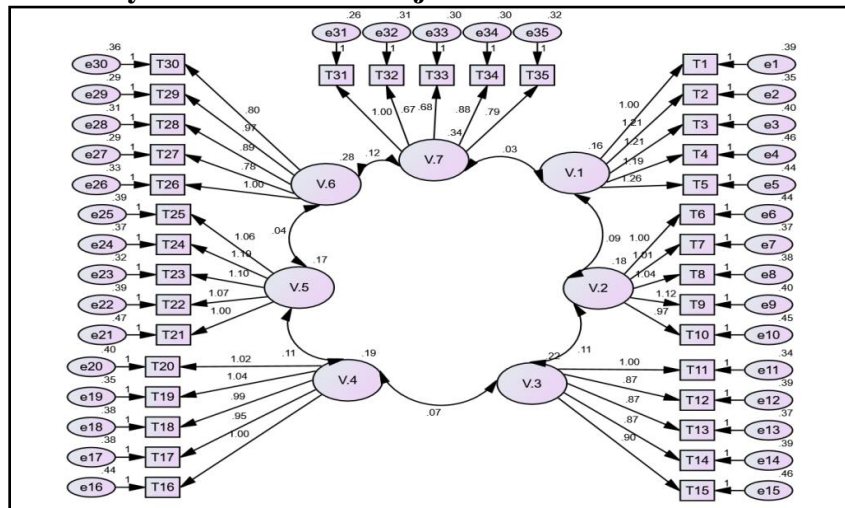 .26 .31 .30 .30 .32
e31 e32 e33 e34 e35
1 1 1 1 1
T31 T32 T33 T34 T35
1.00 .67 .68 .88 .79
.34
V.7
.36
e30 1 T30
.29
e29 1 T29
.31
e28 1 T28
.29
e27 1 T27
.33
e26 1 T26
.80
.97
.89
.78
1.00
.28
V.6
.12
.03
.39
T1 1 e1
.35
T2 1 e2
.40
T3 1 e3
.46
T4 1 e4
.44
T5 1 e5
1.00
1.21
1.21
1.19
1.26
.16
V.1
.39
e25 1 T25
.37
e24 1 T24
.32
e23 1 T23
.39
e22 1 T22
.47
e21 1 T21
1.06
1.19
1.10
1.07
1.00
.17
V.5
.04
.09
.44
T6 1 e6
.37
T7 1 e7
.38
T8 1 e8
.40
T9 1 e9
.45
T10 1 e10
1.00
1.01
1.04
1.12
.97
.18
V.2
.40
e20 1 T20
.35
e19 1 T19
.38
e18 1 T18
.38
e17 1 T17
.44
e16 1 T16
1.02
1.04
.99
.95
1.00
.19
V.4
.11
.07
.11
.34
T11 1 e11
.39
T12 1 e12
.37
T13 1 e13
.39
T14 1 e14
.46
T15 1 e15
1.00
.87
.87
.87
.90
.22
V.3